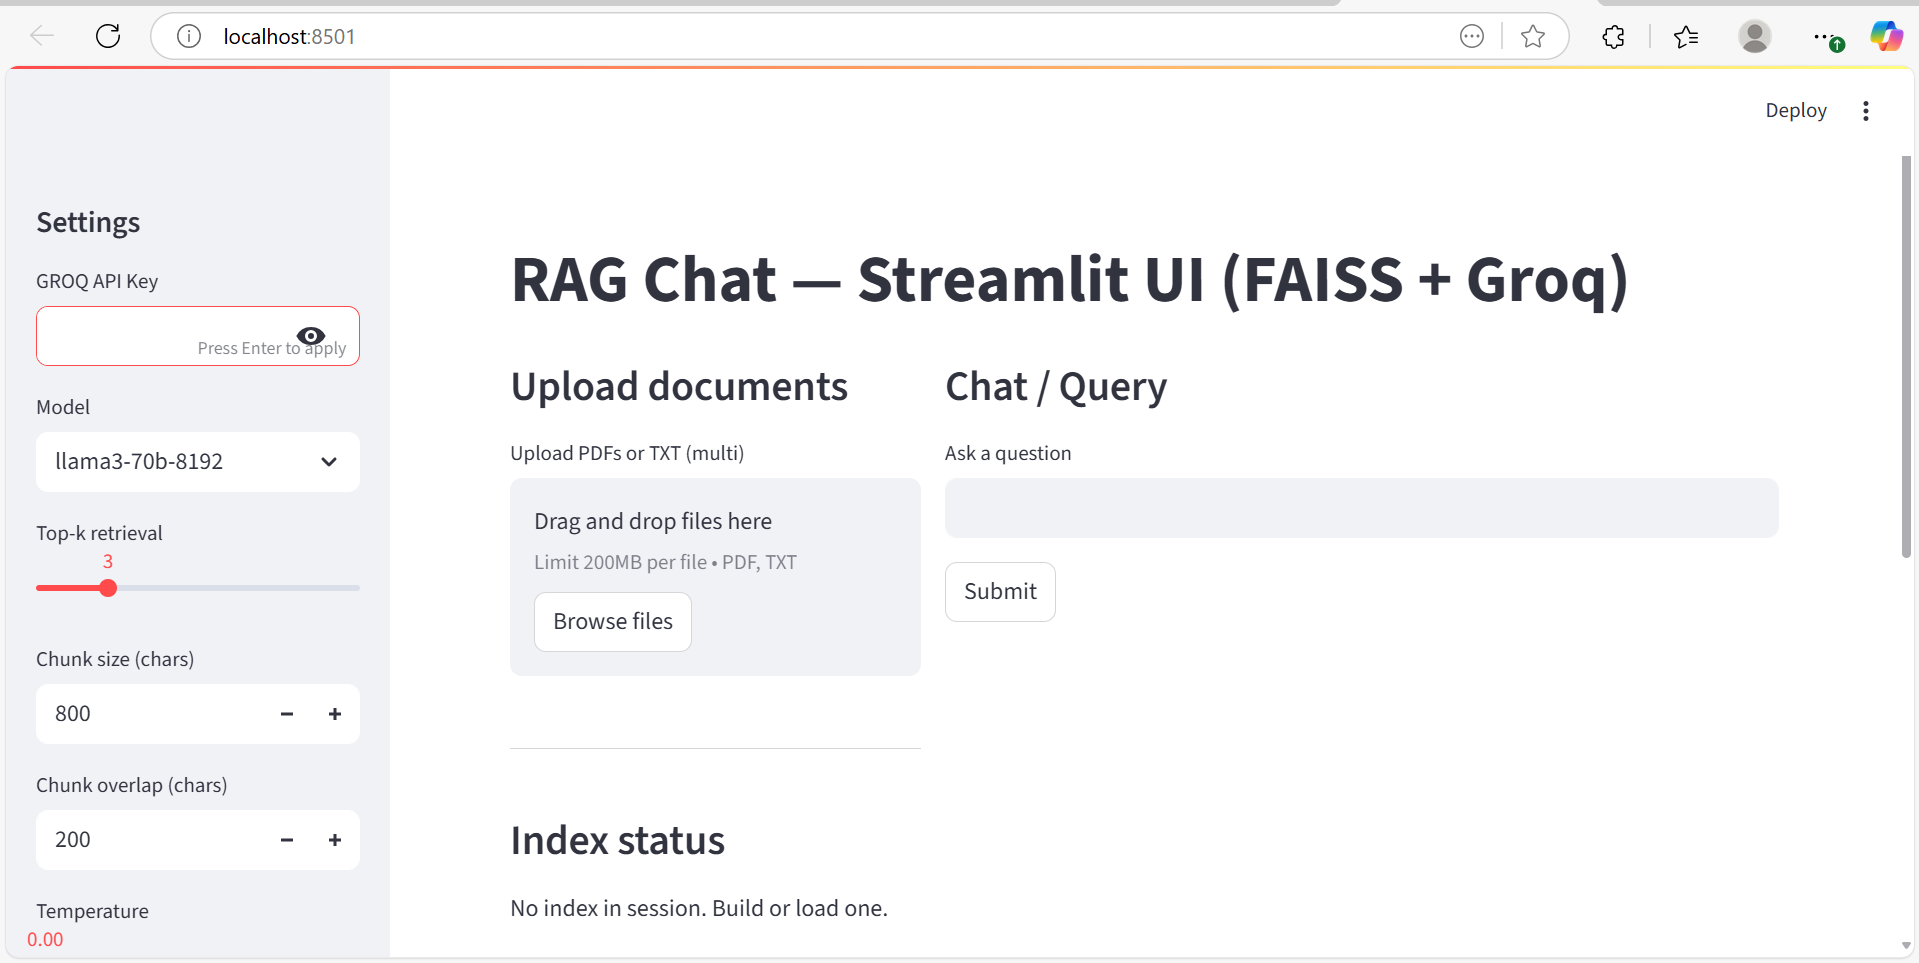 localhost:8501
Deploy
Settings
GROQ API Key
Press Enter to apply
Model
llama3-70b-8192
Top-k retrieval
3
Chunk size (chars)
800
Chunk overlap (chars)
200
Temperature
0.00
RAG Chat — Streamlit UI (FAISS + Groq)
Upload documents
Upload PDFs or TXT (multi)
Drag and drop files here
Limit 200MB per file • PDF, TXT
Browse files
Index status
No index in session. Build or load one.
Chat / Query
Ask a question
Submit